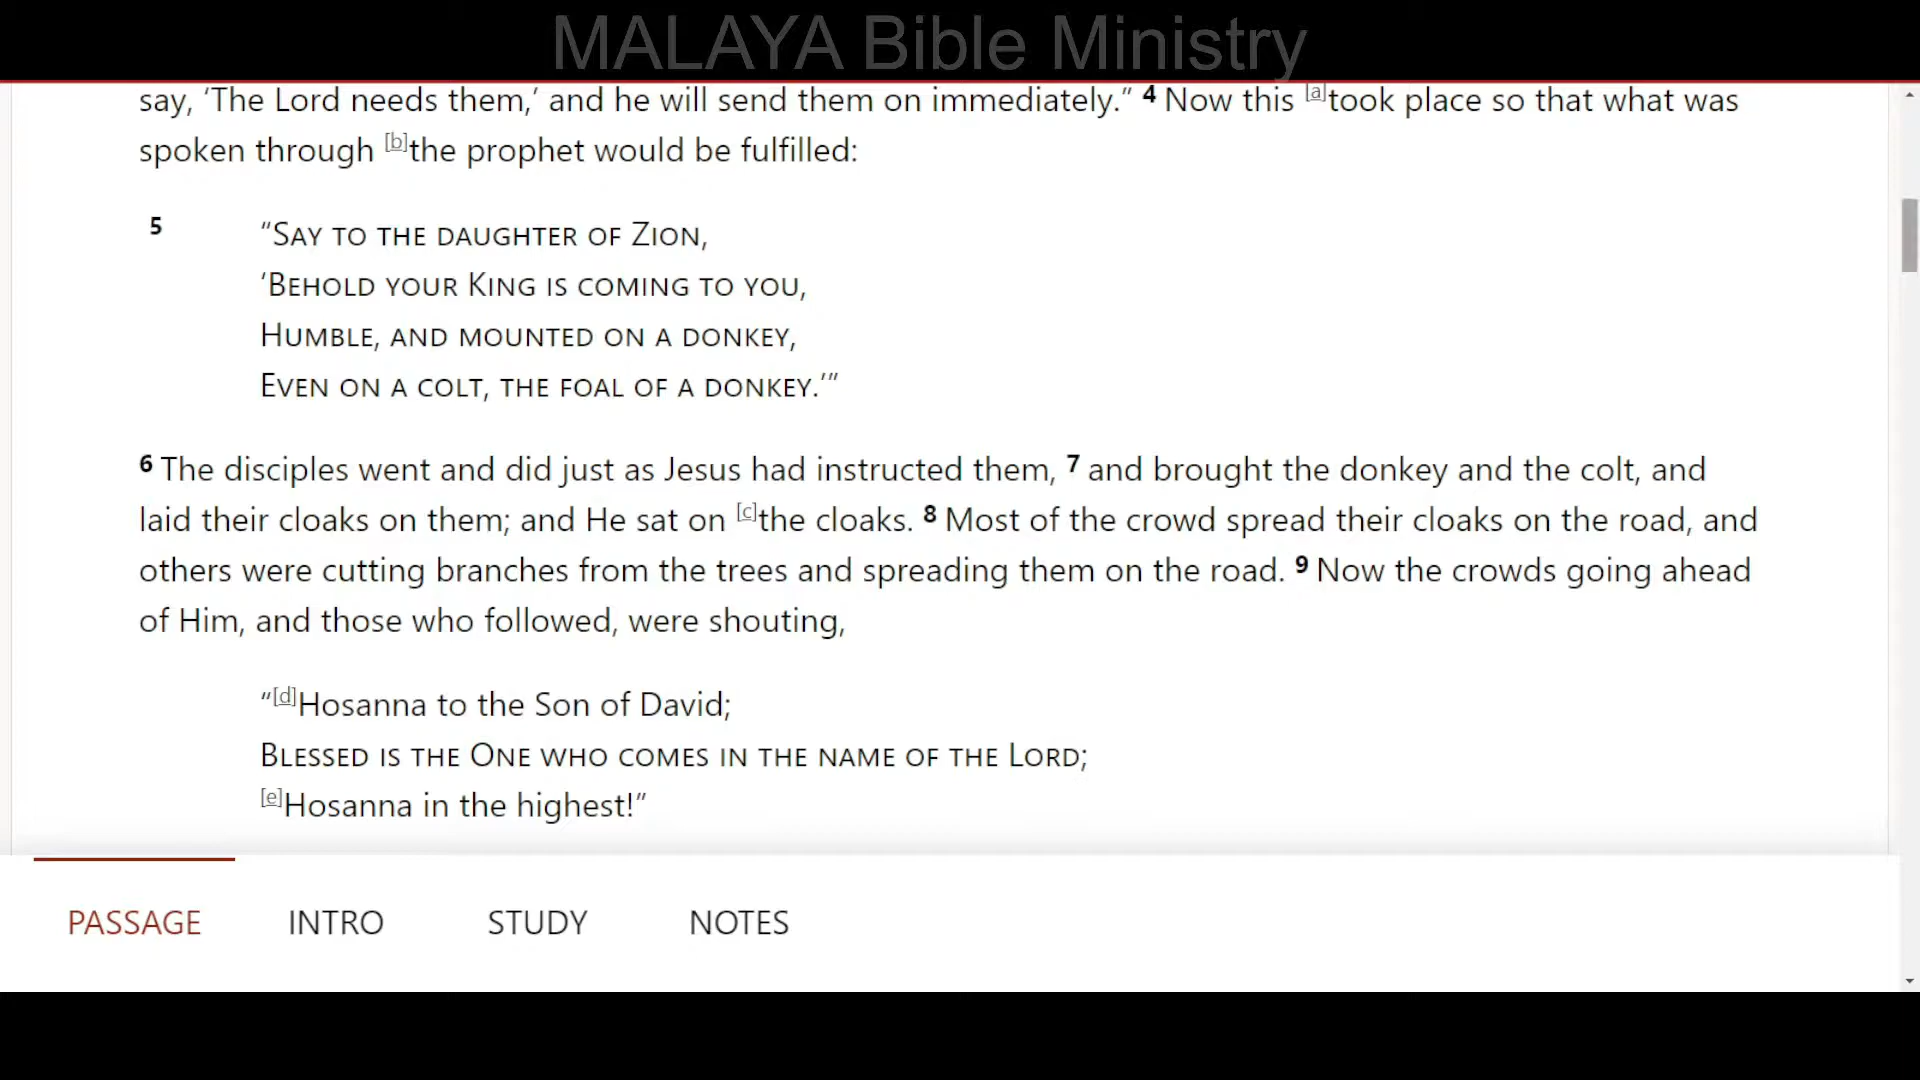 MALAYA Bible Ministry
say, ‘The Lord needs them,’ and he will send them on immediately.” 4 Now this [a]took place so that what was
spoken through [b]the prophet would be fulfilled:
5 “Say to the daughter of Zion,
‘Behold your King is coming to you,
Humble, and mounted on a donkey,
Even on a colt, the foal of a donkey.’”
6 The disciples went and did just as Jesus had instructed them, 7 and brought the donkey and the colt, and
laid their cloaks on them; and He sat on [c]the cloaks. 8 Most of the crowd spread their cloaks on the road, and
others were cutting branches from the trees and spreading them on the road. 9 Now the crowds going ahead
of Him, and those who followed, were shouting,
“[d]Hosanna to the Son of David;
Blessed is the One who comes in the name of the Lord;
[e]Hosanna in the highest!”
PASSAGE INTRO STUDY NOTES